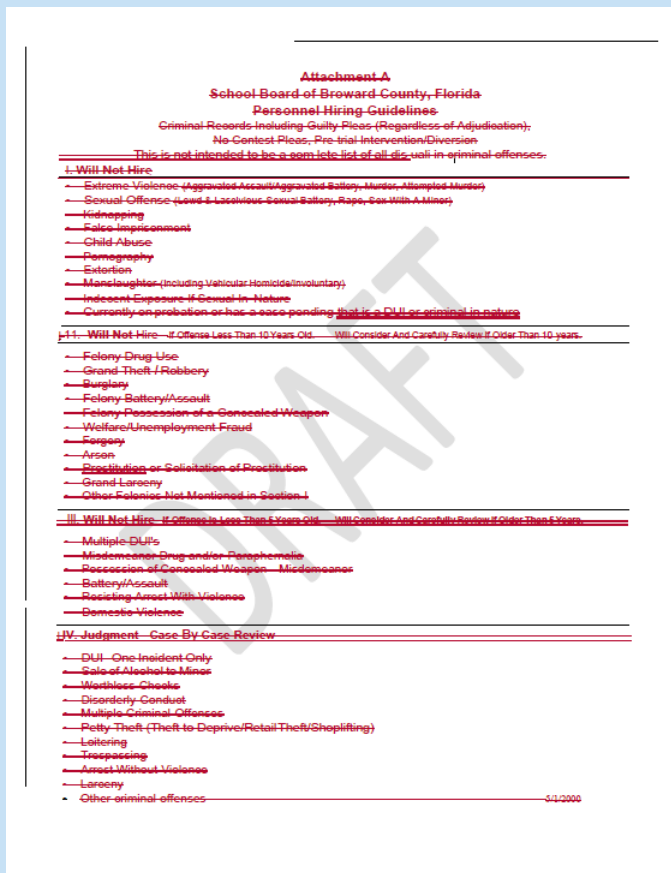 Attachment A
School Board of Broward County, Florida
Personnel Hiring Guidelines
Criminal Records Including Guilty Pleas (Regardless of Adjudication),
No Contest Pleas, Pre-trial Intervention/Diversion
This is not intended to be a com lete list of all dis uali in criminal offenses.
I. Will Not Hire
- Extreme Violence (Aggravated Assault/Aggravated Battery, Murder, Attempted Murder)
- Sexual Offense (Lewd & Lascivious Sexual Battery, Rape, Sex With A Minor)
- Kidnapping
- False Imprisonment
- Child Abuse
- Pornography
- Extortion
- Manslaughter (Including Vehicular Homicide/Involuntary)
- Indecent Exposure If Sexual In Nature
- Currently on probation or has a case pending that is a DUI or criminal in nature
11. Will Not Hire If Offense Less Than 10 Years Old. Will Consider And Carefully Review If Older Than 10 years.
- Felony Drug Use
- Grand Theft / Robbery
- Burglary
- Felony Battery/Assault
- Felony Possession of a Concealed Weapon
- Welfare/Unemployment Fraud
- Forgery
- Arson
- Prostitution or Solicitation of Prostitution
- Grand Larceny
- Other Felonies Not Mentioned in Section I
III. Will Not Hire If Offense Is Less Than 5 Years Old. Will Consider And Carefully Review If Older Than 5 Years.
- Multiple DUI's
- Misdemeanor Drug and/or Paraphernalia
- Possession of Concealed Weapon - Misdemeanor
- Battery/Assault
- Resisting Arrest With Violence
- Domestic Violence
IV. Judgment - Case By Case Review
- DUI - One Incident Only
- Sale of Alcohol to Minor
- Worthless Checks
- Disorderly Conduct
- Multiple Criminal Offenses
- Petty Theft (Theft to Deprive/Retail Theft/Shoplifting)
- Loitering
- Trespassing
- Arrest Without Violence
- Larceny
- Other criminal offenses 5/1/2000
DRAFT